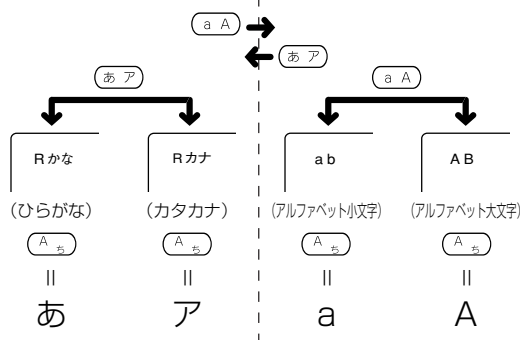 a A
あ ア
あ ア
a A
Rかな
Rカナ
ab
AB
(ひらがな)
(カタカナ)
(アルファベット小文字)
(アルファベット大文字)
A ち
A ち
A ち
A ち
=
=
=
=
あ
ア
a
A